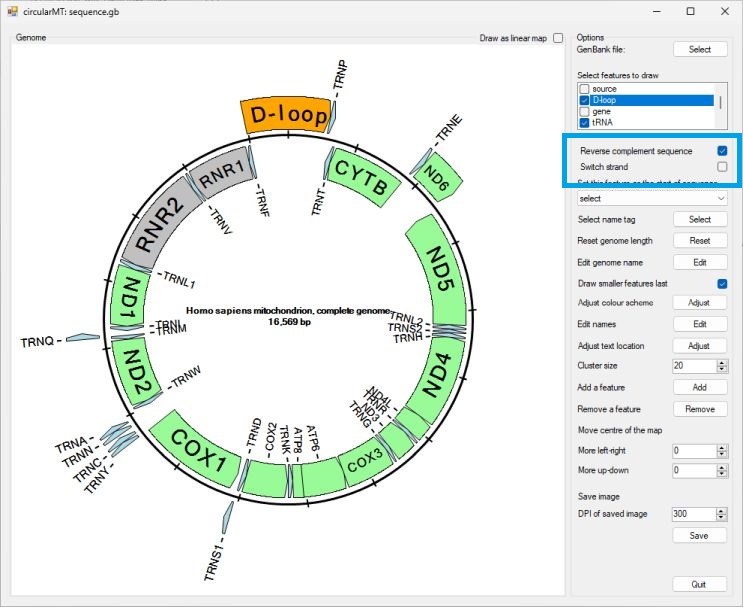 circularMT: sequence.gb
Genome
Draw as linear map
Options
GenBank file:
Select
Select features to draw
source
D-loop
gene
tRNA
Reverse complement sequence
Switch strand
Set this feature as the start of sequence
select
Select name tag
Select
Reset genome length
Reset
Edit genome name
Edit
Draw smaller features last
Adjust colour scheme
Adjust
Edit names
Edit
Adjust text location
Adjust
Cluster size
20
Add a feature
Add
Remove a feature
Remove
Move centre of the map
More left-right
0
More up-down
0
Save image
DPI of saved image
300
Save
Quit
TRNP
D-loop
TRNE
ND6
CYTB
TRNT
RNR1
TRNF
TRNV
RNR2
TRNL1
ND1
ND5
Homo sapiens mitochondrion, complete genome
16,569 bp
TRNI
TRNM
TRNQ
TRNL2
TRNS2
TRNH
ND2
TRNW
ND4
ND4L
TRNR
ND3
TRNG
TRNA
TRNN
TRNC
TRNY
COX1
TRND
COX2
TRNK
ATP8
ATP6
COX3
TRNS1